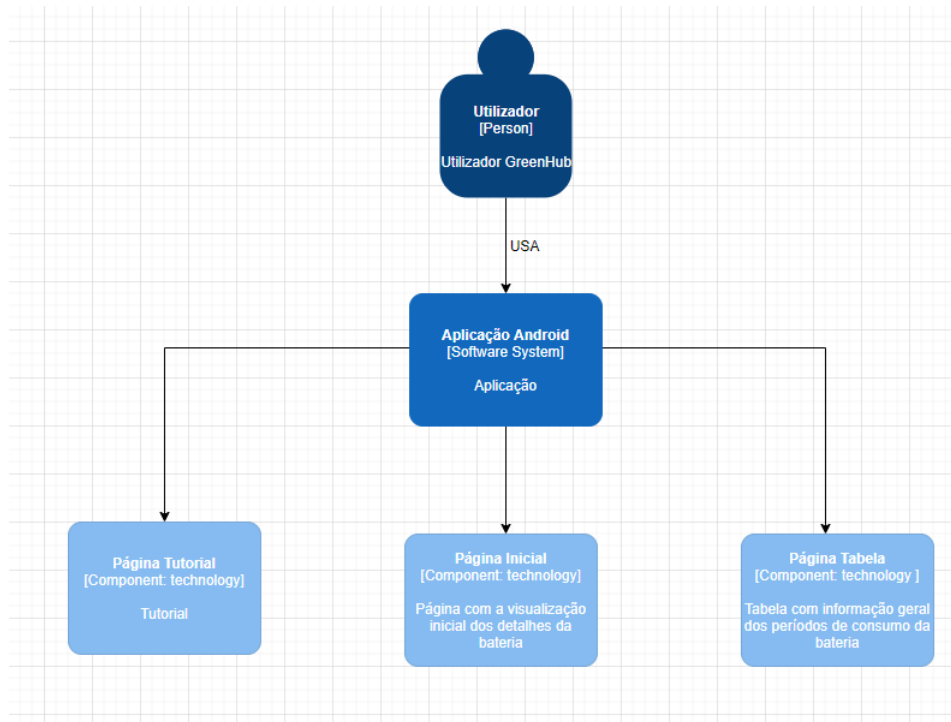 Utilizador
[Person]
Utilizador GreenHub
USA
Aplicação Android
[Software System]
Aplicação
Página Tutorial
[Component: technology]
Tutorial
Página Inicial
[Component: technology]
Página com a visualização
inicial dos detalhes da
bateria
Página Tabela
[Component: technology ]
Tabela com informação geral
dos períodos de consumo da
bateria